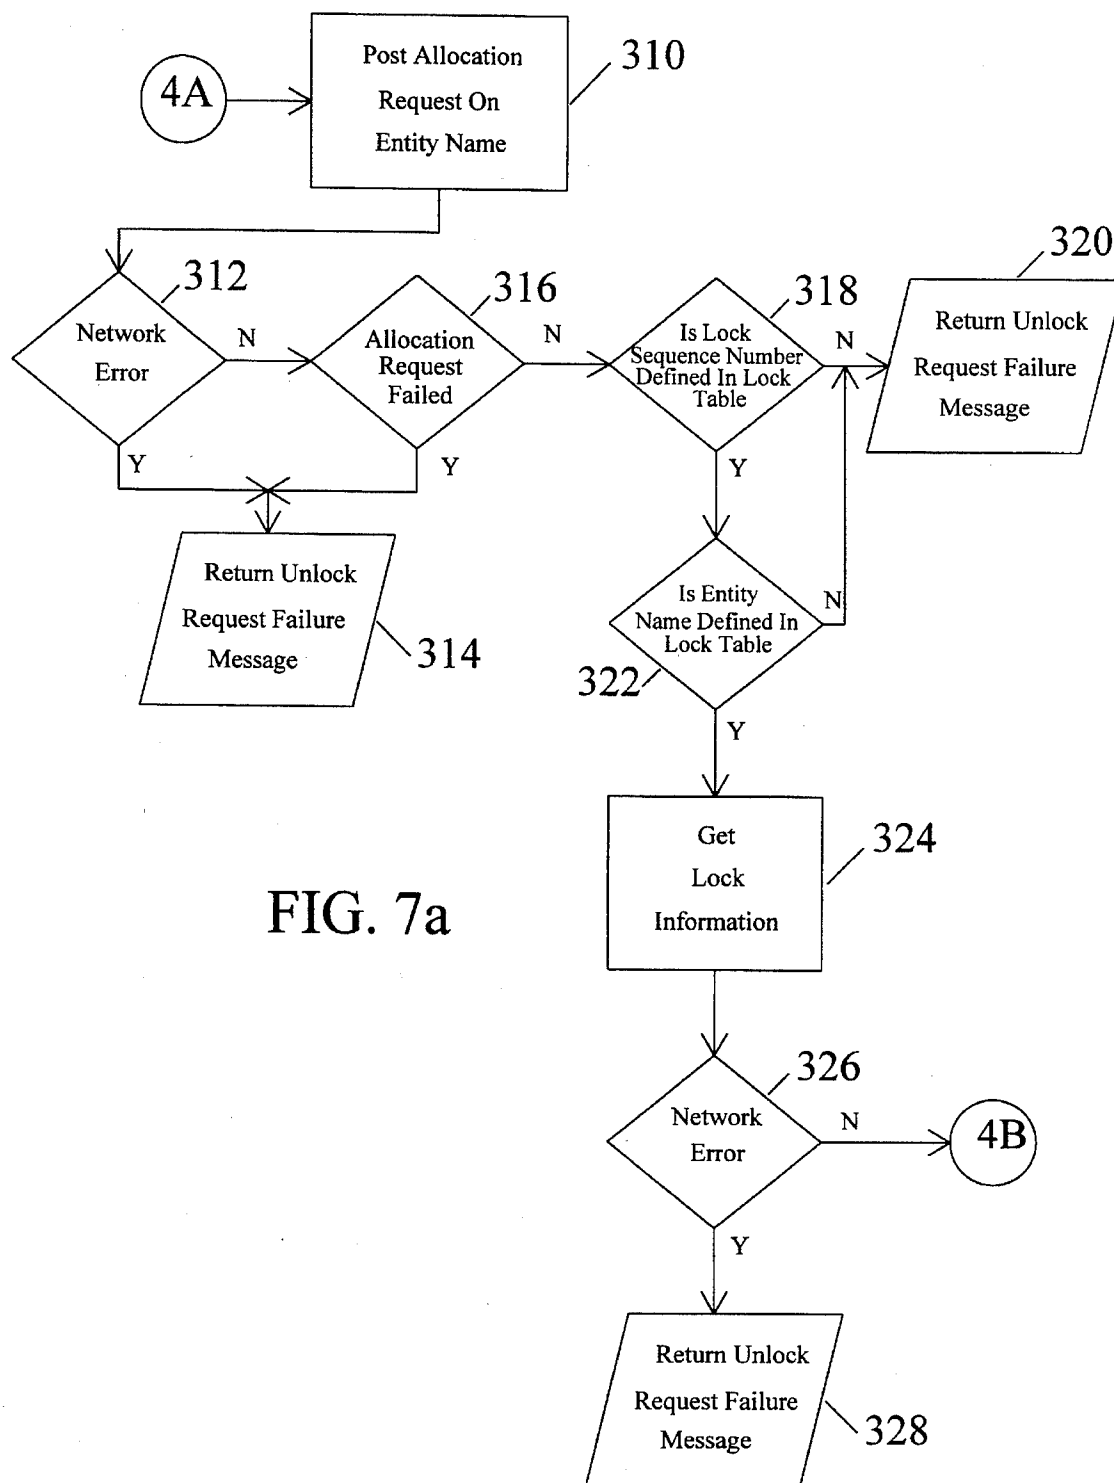 4A
Post Allocation
Request On
Entity Name
310
312
Network
Error
N
Y
316
Allocation
Request
Failed
N
Y
318
Is Lock
Sequence Number
Defined In Lock
Table
N
Y
320
Return Unlock
Request Failure
Message
Return Unlock
Request Failure
Message
314
Is Entity
Name Defined In
Lock Table
N
322
Y
Get
Lock
Information
324
FIG. 7a
326
Network
Error
N
4B
Y
Return Unlock
Request Failure
Message
328